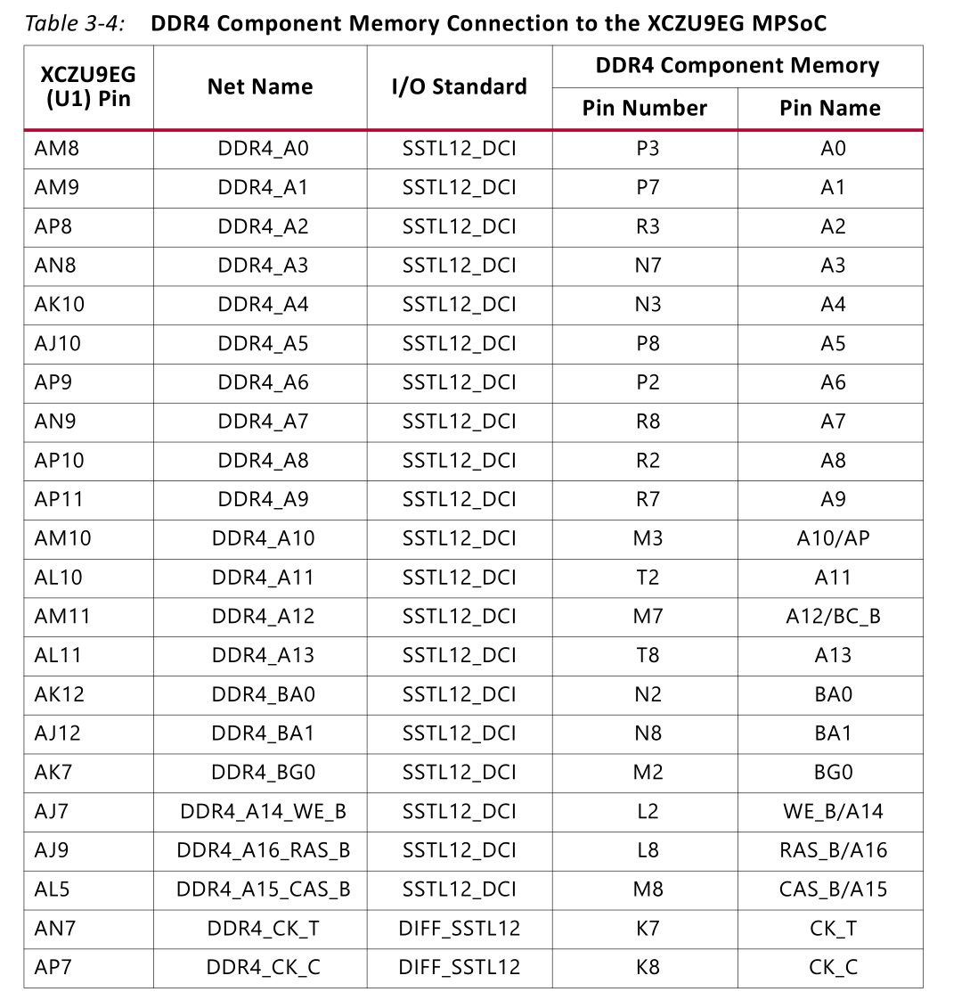 Table 3-4: DDR4 Component Memory Connection to the XCZU9EG MPSoC
XCZU9EG (U1) Pin Net Name I/O Standard DDR4 Component Memory
Pin Number Pin Name
AM8 DDR4_A0 SSTL12_DCI P3 A0
AM9 DDR4_A1 SSTL12_DCI P7 A1
AP8 DDR4_A2 SSTL12_DCI R3 A2
AN8 DDR4_A3 SSTL12_DCI N7 A3
AK10 DDR4_A4 SSTL12_DCI N3 A4
AJ10 DDR4_A5 SSTL12_DCI P8 A5
AP9 DDR4_A6 SSTL12_DCI P2 A6
AN9 DDR4_A7 SSTL12_DCI R8 A7
AP10 DDR4_A8 SSTL12_DCI R2 A8
AP11 DDR4_A9 SSTL12_DCI R7 A9
AM10 DDR4_A10 SSTL12_DCI M3 A10/AP
AL10 DDR4_A11 SSTL12_DCI T2 A11
AM11 DDR4_A12 SSTL12_DCI M7 A12/BC_B
AL11 DDR4_A13 SSTL12_DCI T8 A13
AK12 DDR4_BA0 SSTL12_DCI N2 BA0
AJ12 DDR4_BA1 SSTL12_DCI N8 BA1
AK7 DDR4_BG0 SSTL12_DCI M2 BG0
AJ7 DDR4_A14_WE_B SSTL12_DCI L2 WE_B/A14
AJ9 DDR4_A16_RAS_B SSTL12_DCI L8 RAS_B/A16
AL5 DDR4_A15_CAS_B SSTL12_DCI M8 CAS_B/A15
AN7 DDR4_CK_T DIFF_SSTL12 K7 CK_T
AP7 DDR4_CK_C DIFF_SSTL12 K8 CK_C